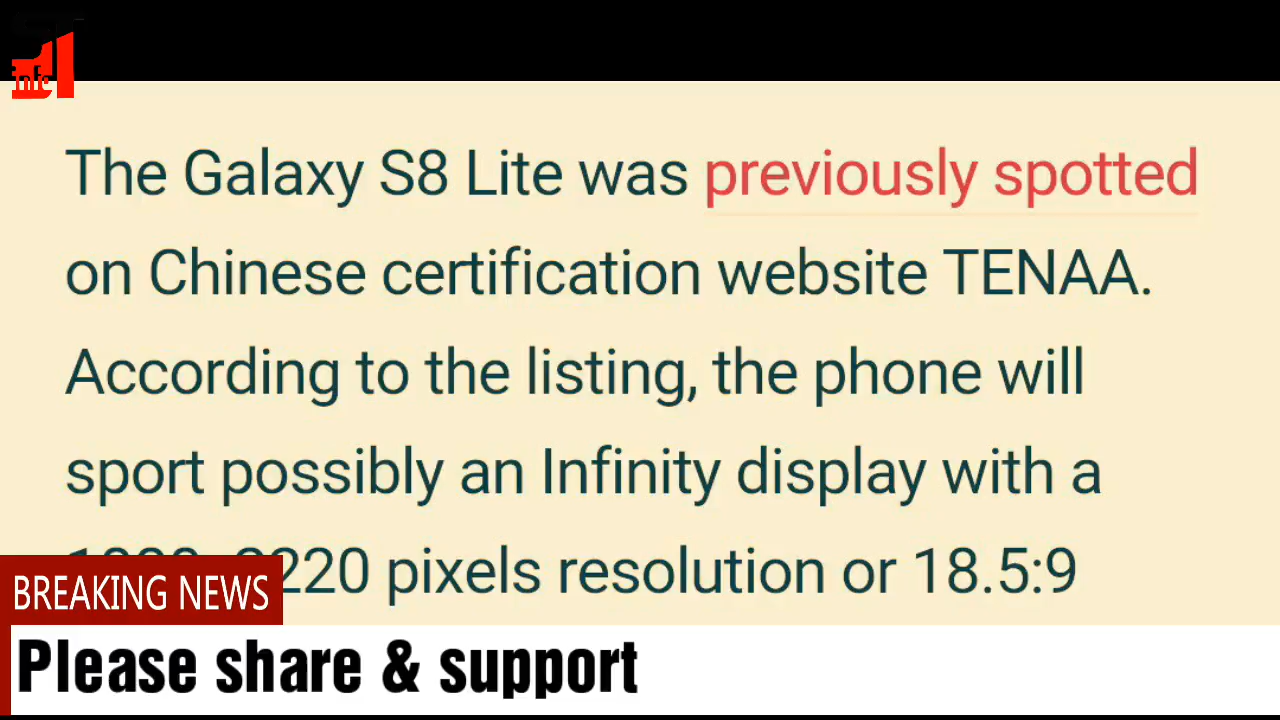 info
The Galaxy S8 Lite was previously spotted
on Chinese certification website TENAA.
According to the listing, the phone will
sport possibly an Infinity display with a
220 pixels resolution or 18.5:9
BREAKING NEWS
Please share & support